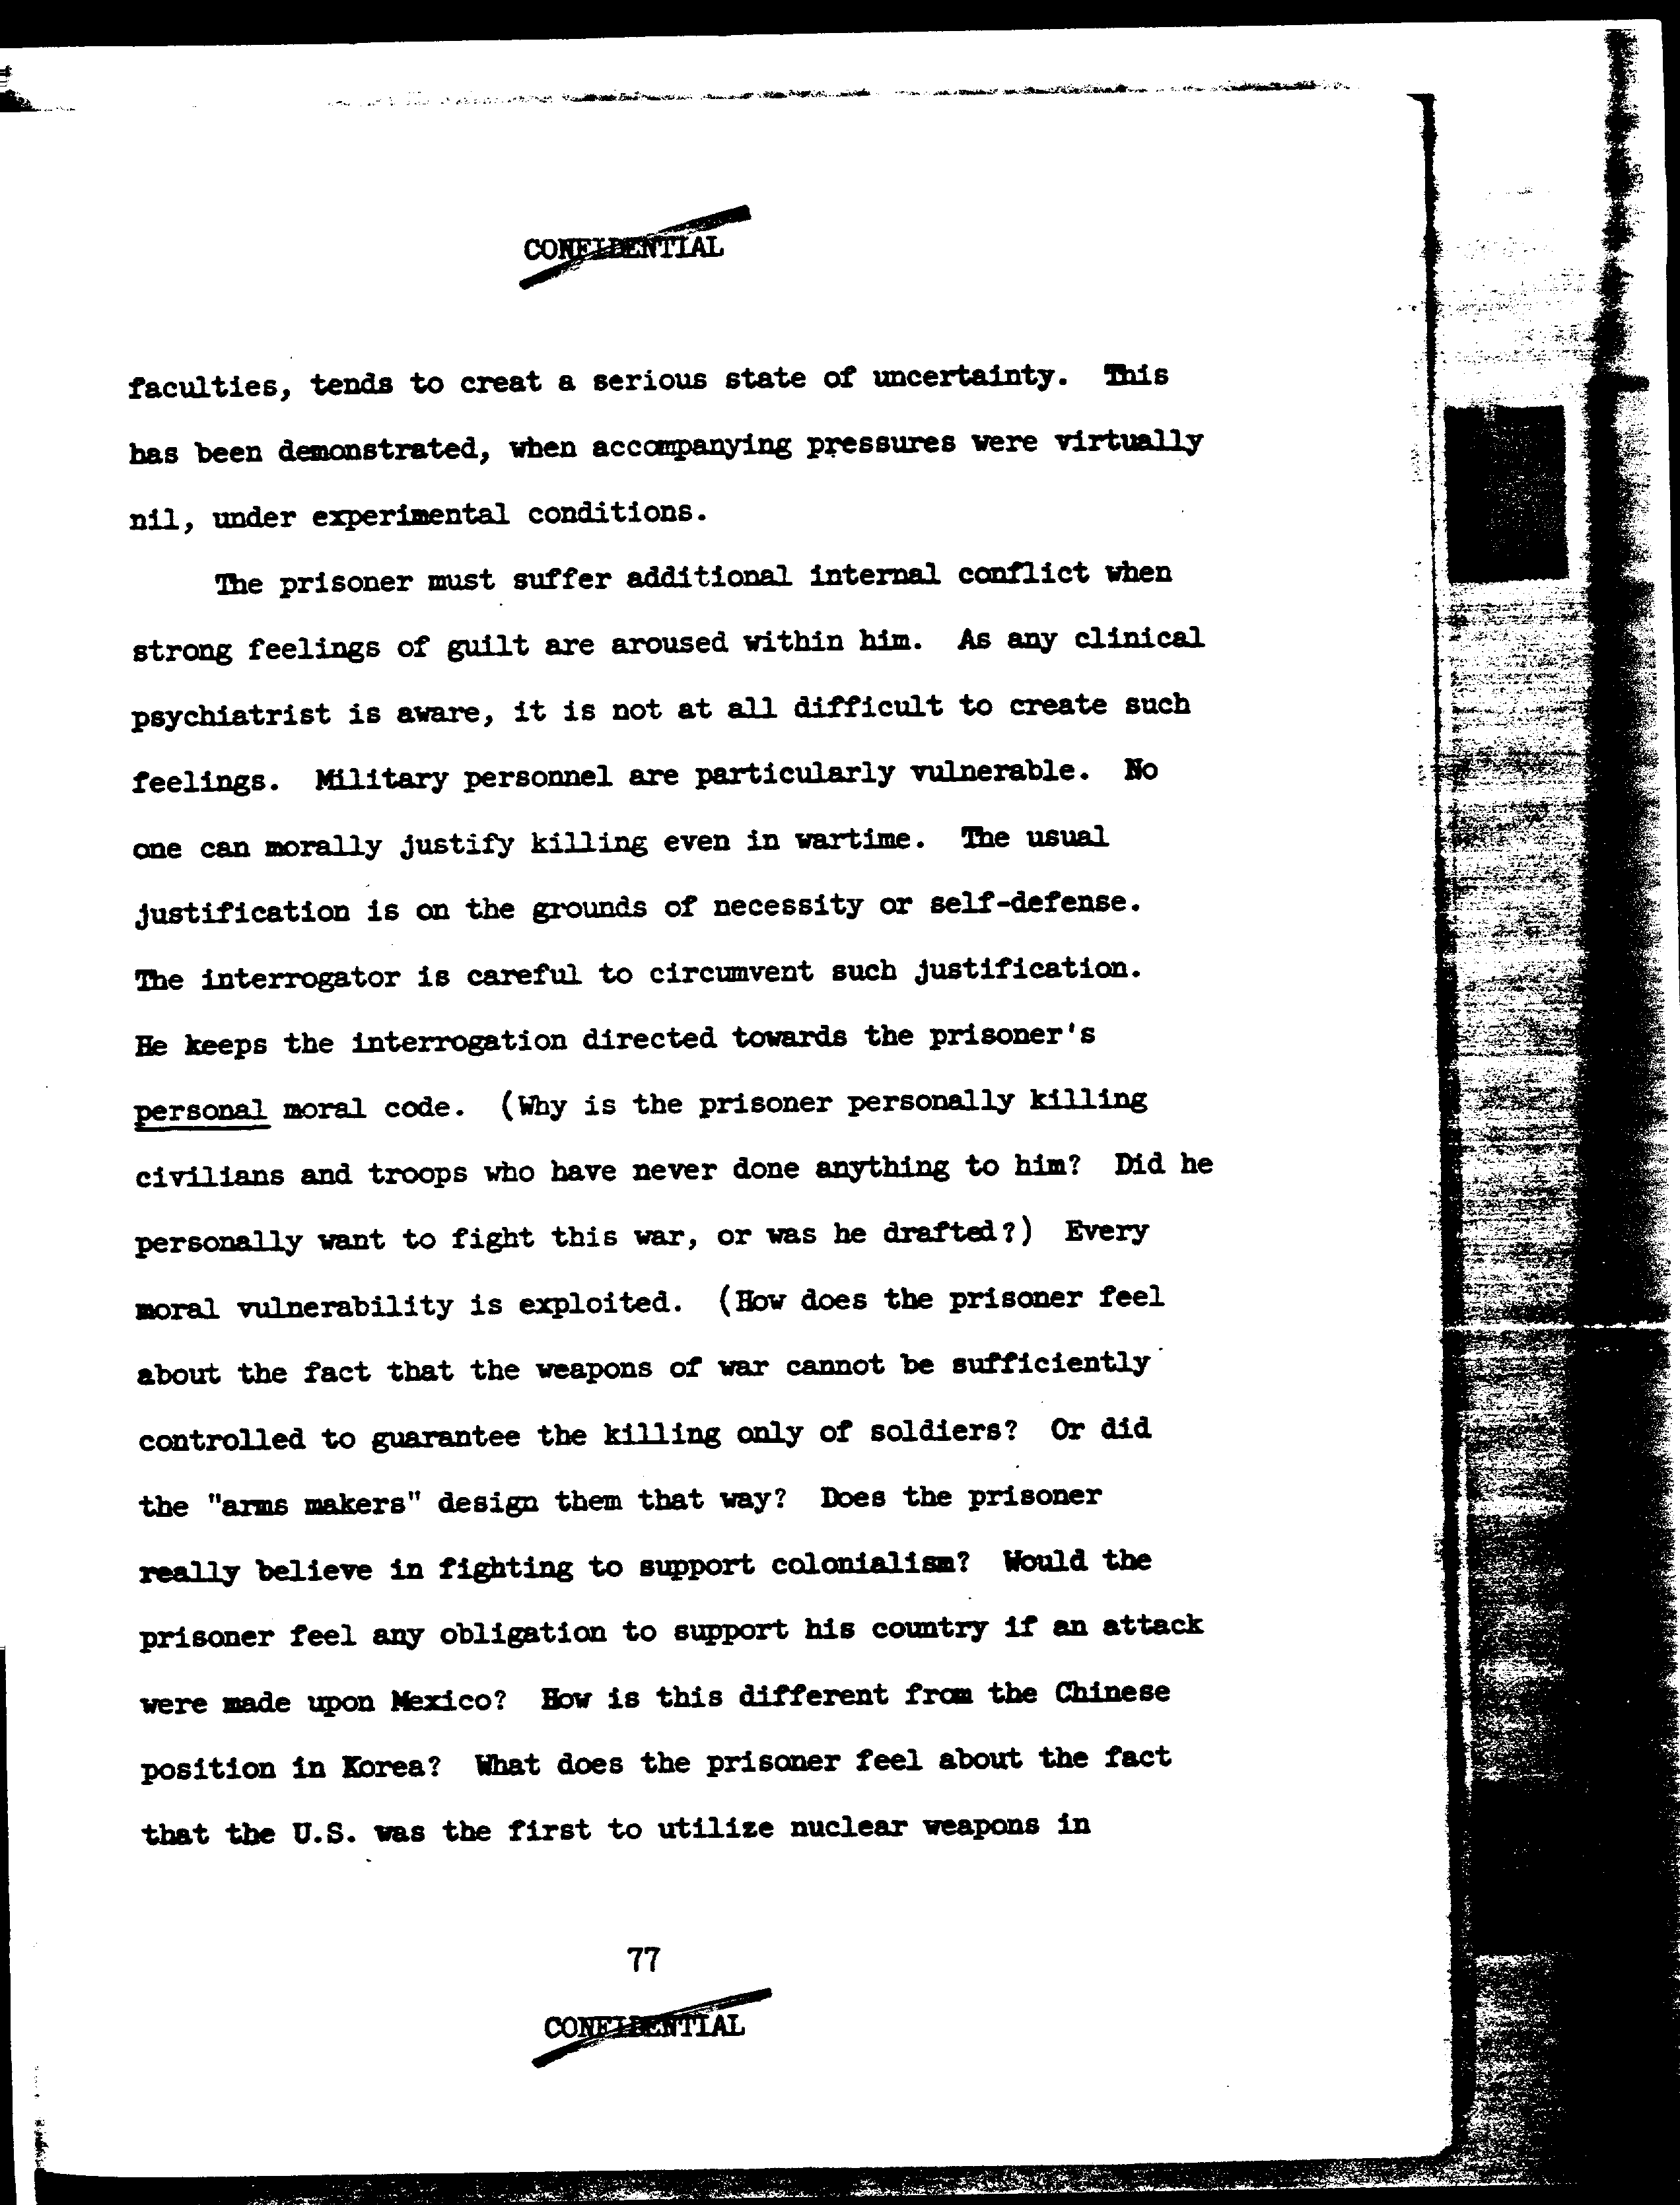 CONFIDENTIAL
faculties, tends to creat a serious state of uncertainty. This
has been demonstrated, when accompanying pressures were virtually
nil, under experimental conditions.
The prisoner must suffer additional internal conflict when
strong feelings of guilt are aroused within him. As any clinical
psychiatrist is aware, it is not at all difficult to create such
feelings. Military personnel are particularly vulnerable. No
one can morally justify killing even in wartime. The usual
justification is on the grounds of necessity or self-defense.
The interrogator is careful to circumvent such justification.
He keeps the interrogation directed towards the prisoner's
personal moral code. (Why is the prisoner personally killing
civilians and troops who have never done anything to him? Did he
personally want to fight this war, or was he drafted?) Every
moral vulnerability is exploited. (How does the prisoner feel
about the fact that the weapons of war cannot be sufficiently
controlled to guarantee the killing only of soldiers? Or did
the "arms makers" design them that way? Does the prisoner
really believe in fighting to support colonialism? Would the
prisoner feel any obligation to support his country if an attack
were made upon Mexico? How is this different from the Chinese
position in Korea? What does the prisoner feel about the fact
that the U.S. was the first to utilize nuclear weapons in
77
CONFIDENTIAL